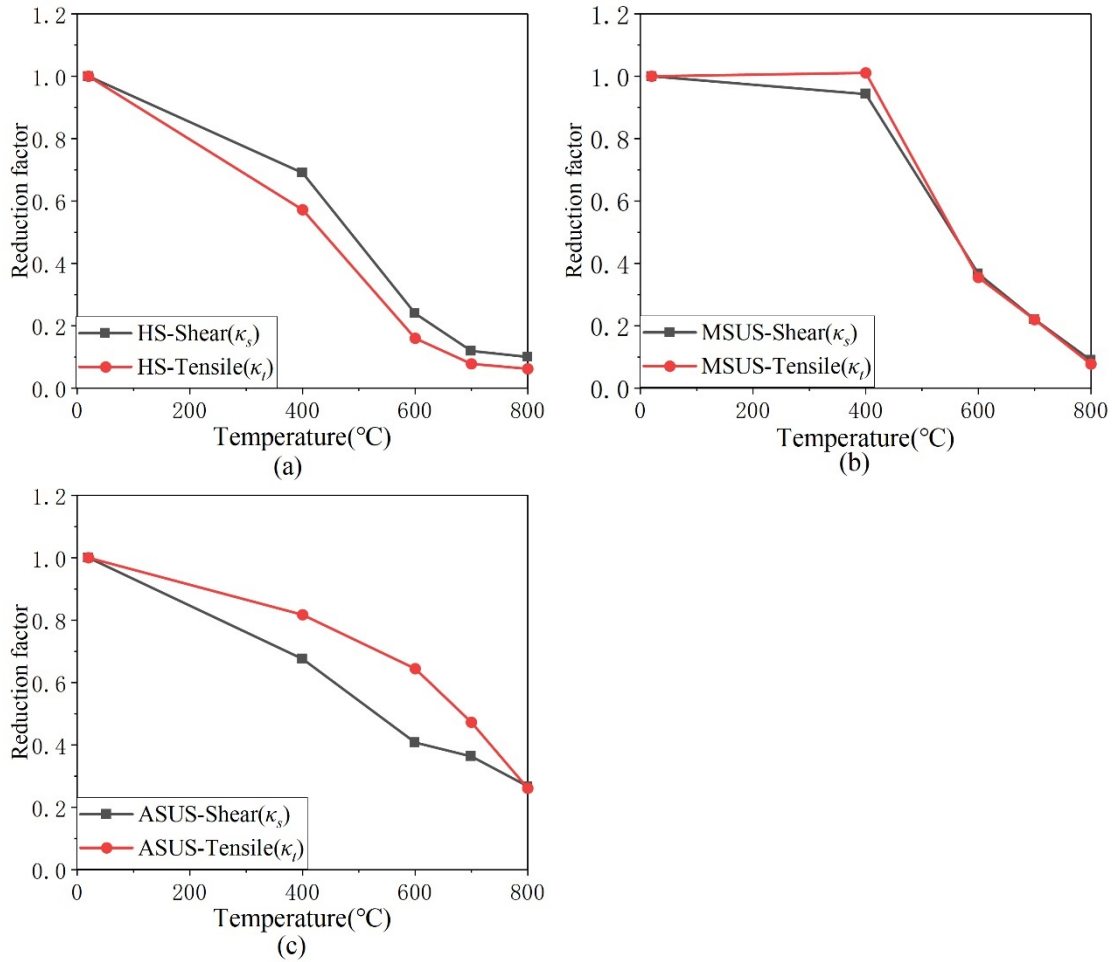 1.2
1.0
0.8
0.6
0.4
0.2
0.0
Reduction factor
HS-Shear(κs)
HS-Tensile(κt)
0 200 400 600 800
Temperature(℃)
(a)
1.2
1.0
0.8
0.6
0.4
0.2
0.0
Reduction factor
MSUS-Shear(κs)
MSUS-Tensile(κt)
0 200 400 600 800
Temperature(℃)
(b)
1.2
1.0
0.8
0.6
0.4
0.2
0.0
Reduction factor
ASUS-Shear(κs)
ASUS-Tensile(κt)
0 200 400 600 800
Temperature(℃)
(c)